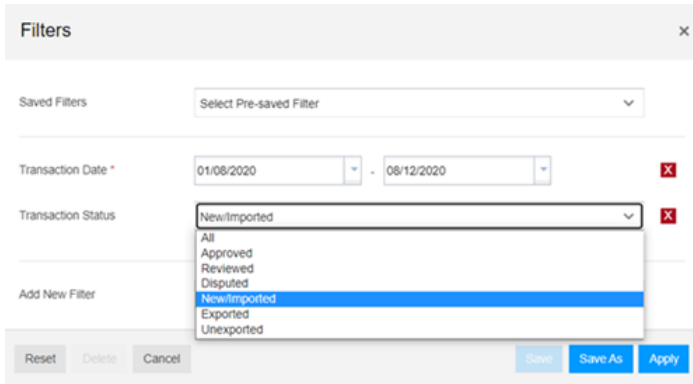 Filters
×
Saved Filters Select Pre-saved Filter
Transaction Date * 01/08/2020 - 08/12/2020 X
Transaction Status New/Imported X
All
Approved
Reviewed
Disputed
New/Imported
Exported
Unexported
Add New Filter
Reset Delete Cancel Save Save As Apply